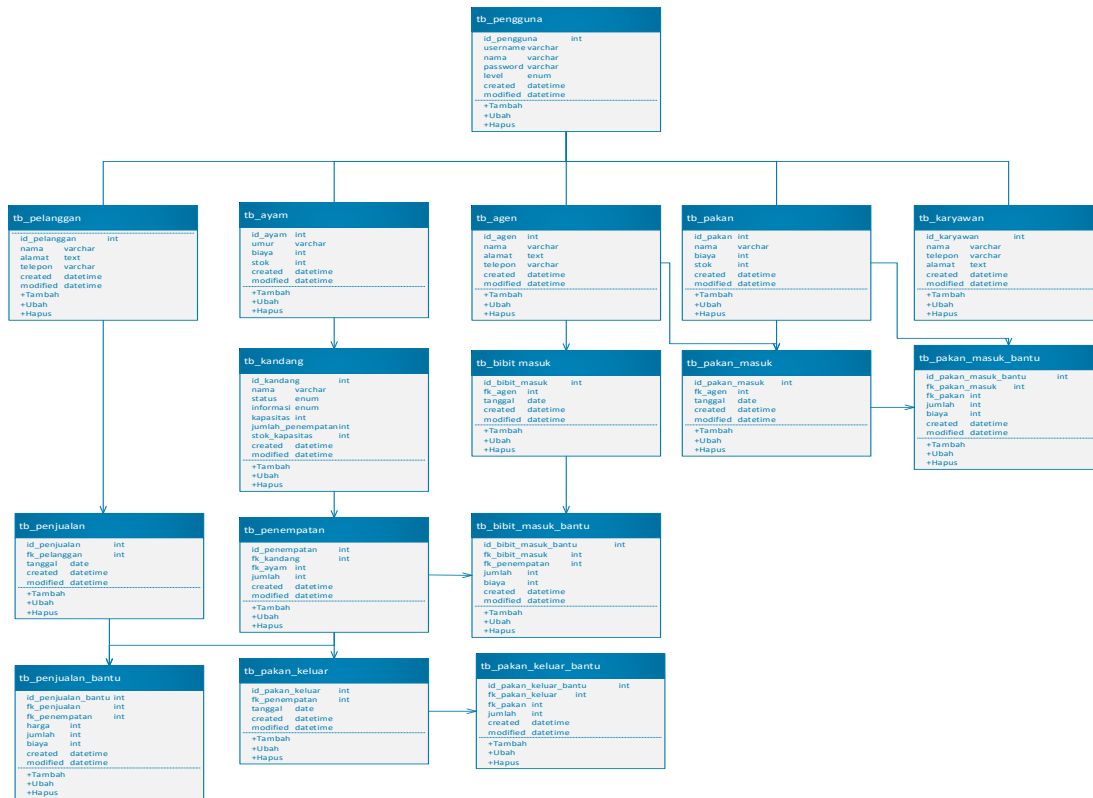 tb_pengguna
id_pengguna int
username varchar
nama varchar
password varchar
level enum
created datetime
modified datetime
+Tambah
+Ubah
+Hapus
tb_pelanggan
id_pelanggan int
nama varchar
alamat text
telepon varchar
created datetime
modified datetime
+Tambah
+Ubah
+Hapus
tb_ayam
id_ayam int
umur varchar
biaya int
stok int
created datetime
modified datetime
+Tambah
+Ubah
+Hapus
tb_agen
id_agen int
nama varchar
alamat text
telepon varchar
created datetime
modified datetime
+Tambah
+Ubah
+Hapus
tb_pakan
id_pakan int
nama varchar
biaya int
stok int
created datetime
modified datetime
+Tambah
+Ubah
+Hapus
tb_karyawan
id_karyawan int
nama varchar
telepon varchar
alamat text
created datetime
modified datetime
+Tambah
+Ubah
+Hapus
tb_kandang
id_kandang int
nama varchar
status enum
informasi enum
kapasitas int
jumlah_penempatan int
stok_kapasitas int
created datetime
modified datetime
+Tambah
+Ubah
+Hapus
tb_bibit masuk
id_bibit_masuk int
fk_agen int
tanggal date
created datetime
modified datetime
+Tambah
+Ubah
+Hapus
tb_pakan_masuk
id_pakan_masuk int
fk_agen int
tanggal date
created datetime
modified datetime
+Tambah
+Ubah
+Hapus
tb_pakan_masuk_bantu
id_pakan_masuk_bantu int
fk_pakan_masuk int
fk_pakan int
jumlah int
biaya int
created datetime
modified datetime
+Tambah
+Ubah
+Hapus
tb_penjualan
id_penjualan int
fk_pelanggan int
tanggal date
created datetime
modified datetime
+Tambah
+Ubah
+Hapus
tb_penempatan
id_penempatan int
fk_kandang int
fk_ayam int
jumlah int
created datetime
modified datetime
+Tambah
+Ubah
+Hapus
tb_bibit_masuk_bantu
id_bibit_masuk_bantu int
fk_bibit_masuk int
fk_penempatan int
jumlah int
biaya int
created datetime
modified datetime
+Tambah
+Ubah
+Hapus
tb_penjualan_bantu
id_penjualan_bantu int
fk_penjualan int
fk_penempatan int
harga int
jumlah int
biaya int
created datetime
modified datetime
+Tambah
+Ubah
+Hapus
tb_pakan_keluar
id_pakan_keluar int
fk_penempatan int
tanggal date
created datetime
modified datetime
+Tambah
+Ubah
+Hapus
tb_pakan_keluar_bantu
id_pakan_keluar_bantu int
fk_pakan_keluar int
fk_pakan int
jumlah int
created datetime
modified datetime
+Tambah
+Ubah
+Hapus